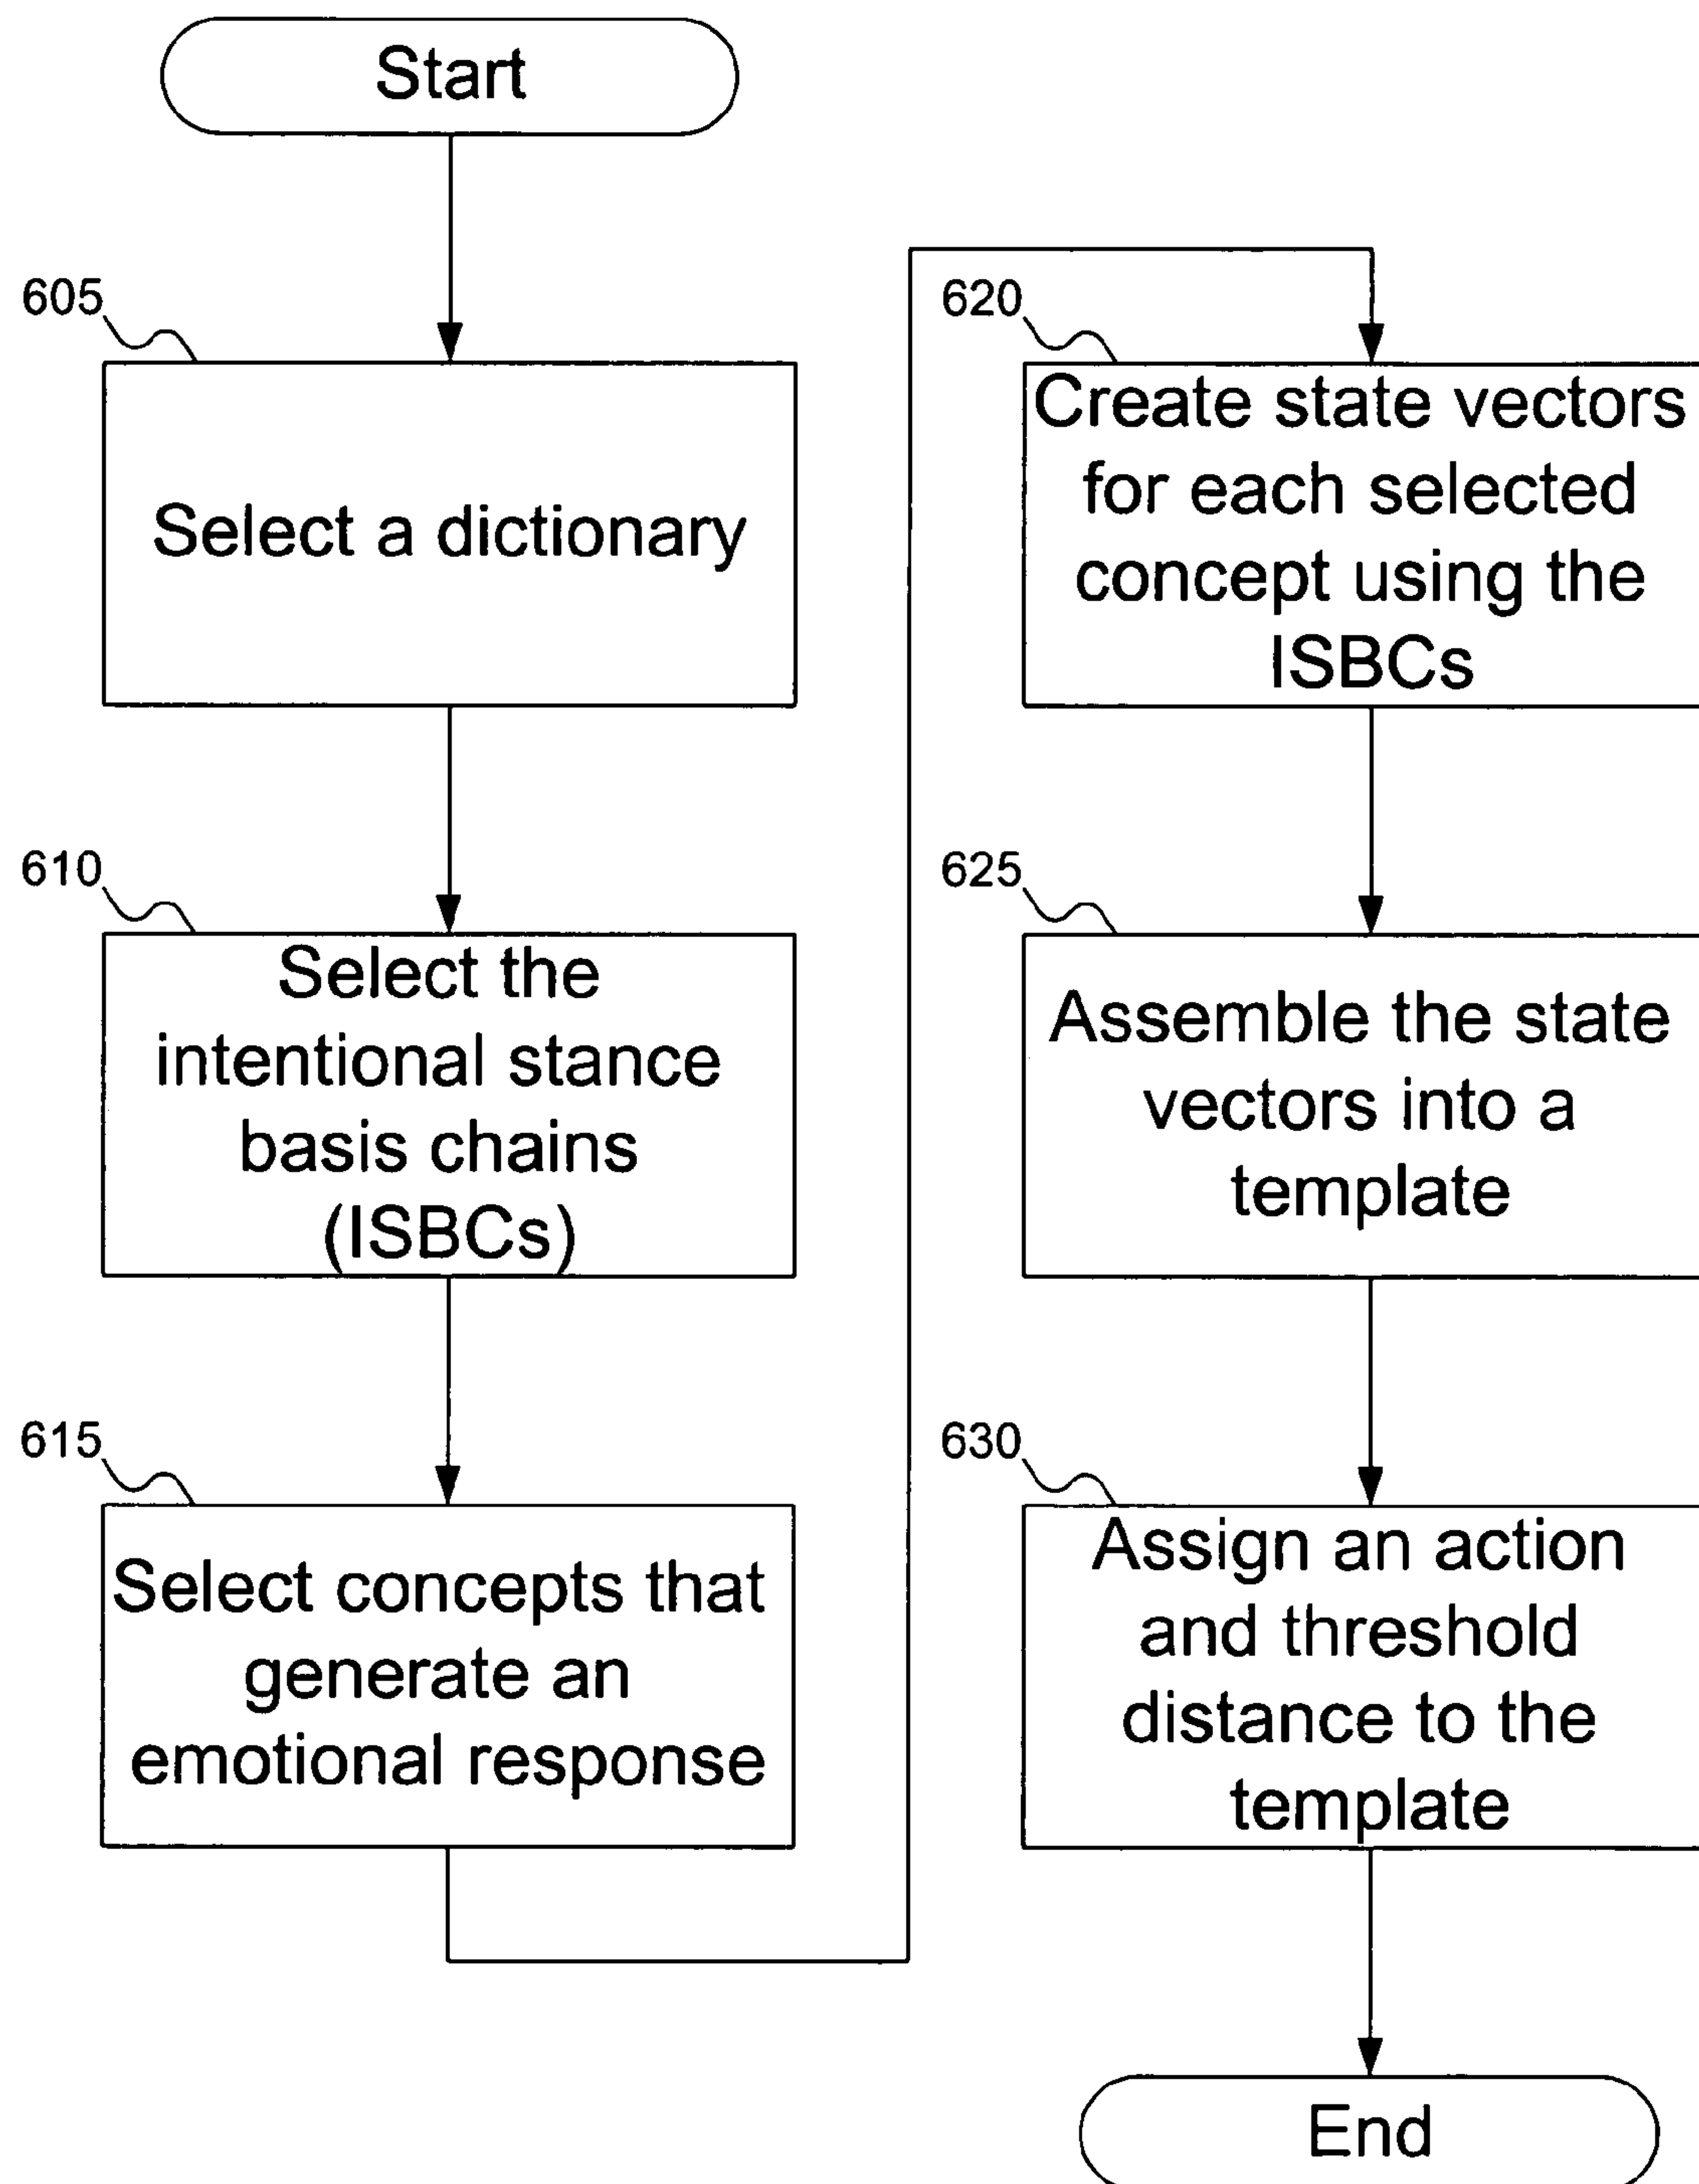 Start
605
Select a dictionary
610
Select the
intentional stance
basis chains
(ISBCs)
615
Select concepts that
generate an
emotional response
620
Create state vectors
for each selected
concept using the
ISBCs
625
Assemble the state
vectors into a
template
630
Assign an action
and threshold
distance to the
template
End